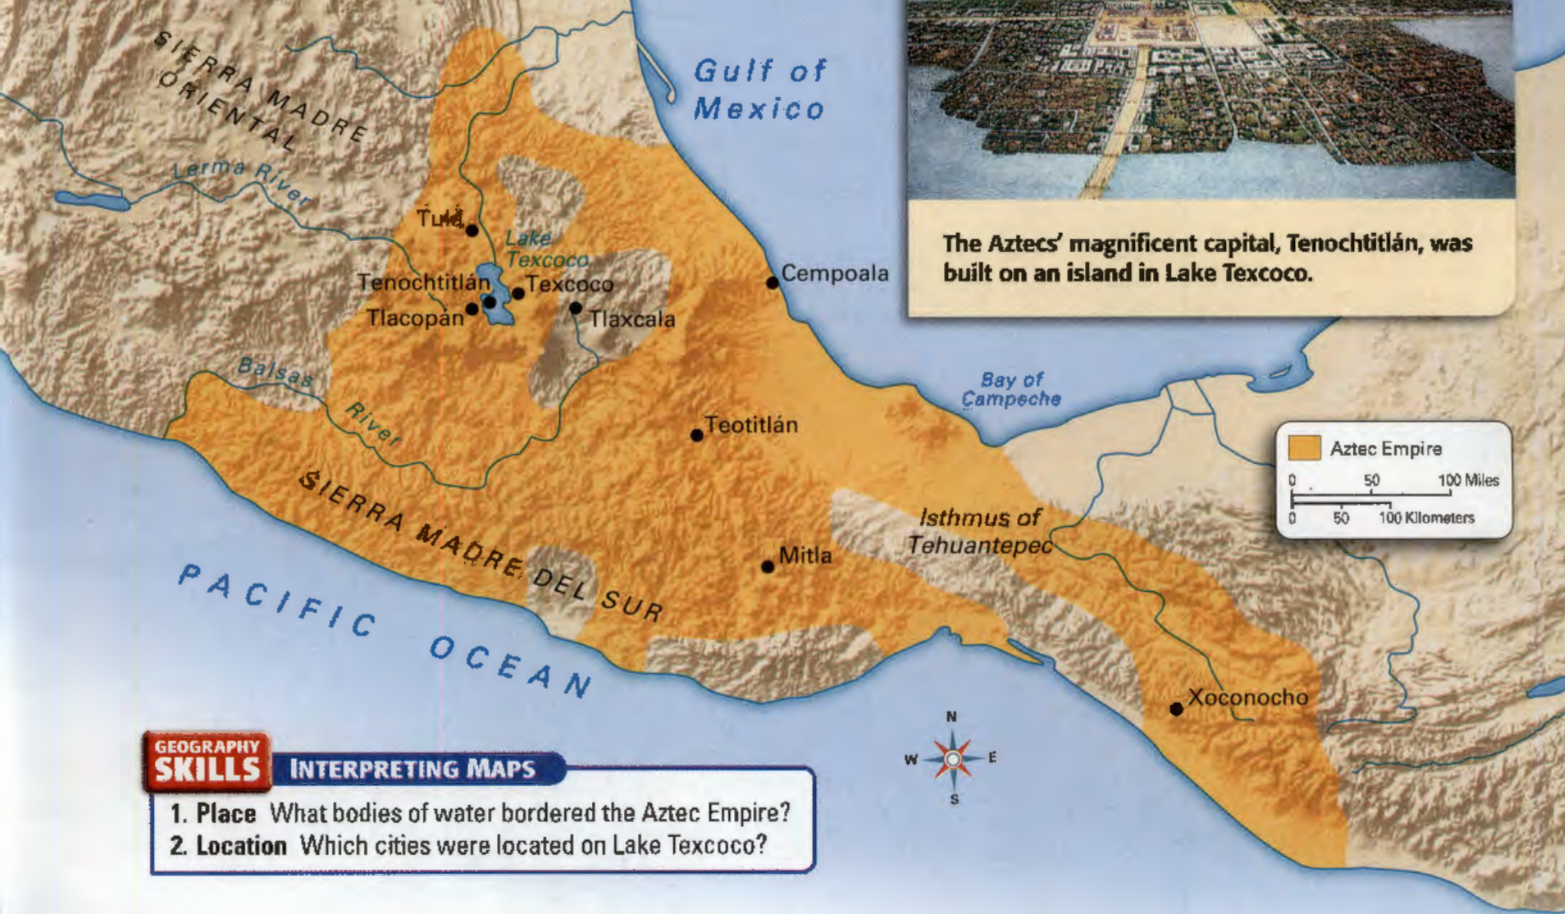 SIERRA MADRE
ORIENTAL
Gulf of
Mexico
Lerma River
Tula
Lake
Texcoco
Tenochtitlán
Texcoco
Tlacopán
Tlaxcala
Cempoala
The Aztecs’ magnificent capital, Tenochtitlán, was
built on an island in Lake Texcoco.
Balsas
River
Bay of
Campeche
Teotitlán
Aztec Empire
0 50 100 Miles
0 50 100 Kilometers
SIERRA MADRE DEL SUR
Isthmus of
Tehuantepec
Mitla
PACIFIC OCEAN
Xoconocho
N
W E
S
GEOGRAPHY
SKILLS
INTERPRETING MAPS
1. Place What bodies of water bordered the Aztec Empire?
2. Location Which cities were located on Lake Texcoco?